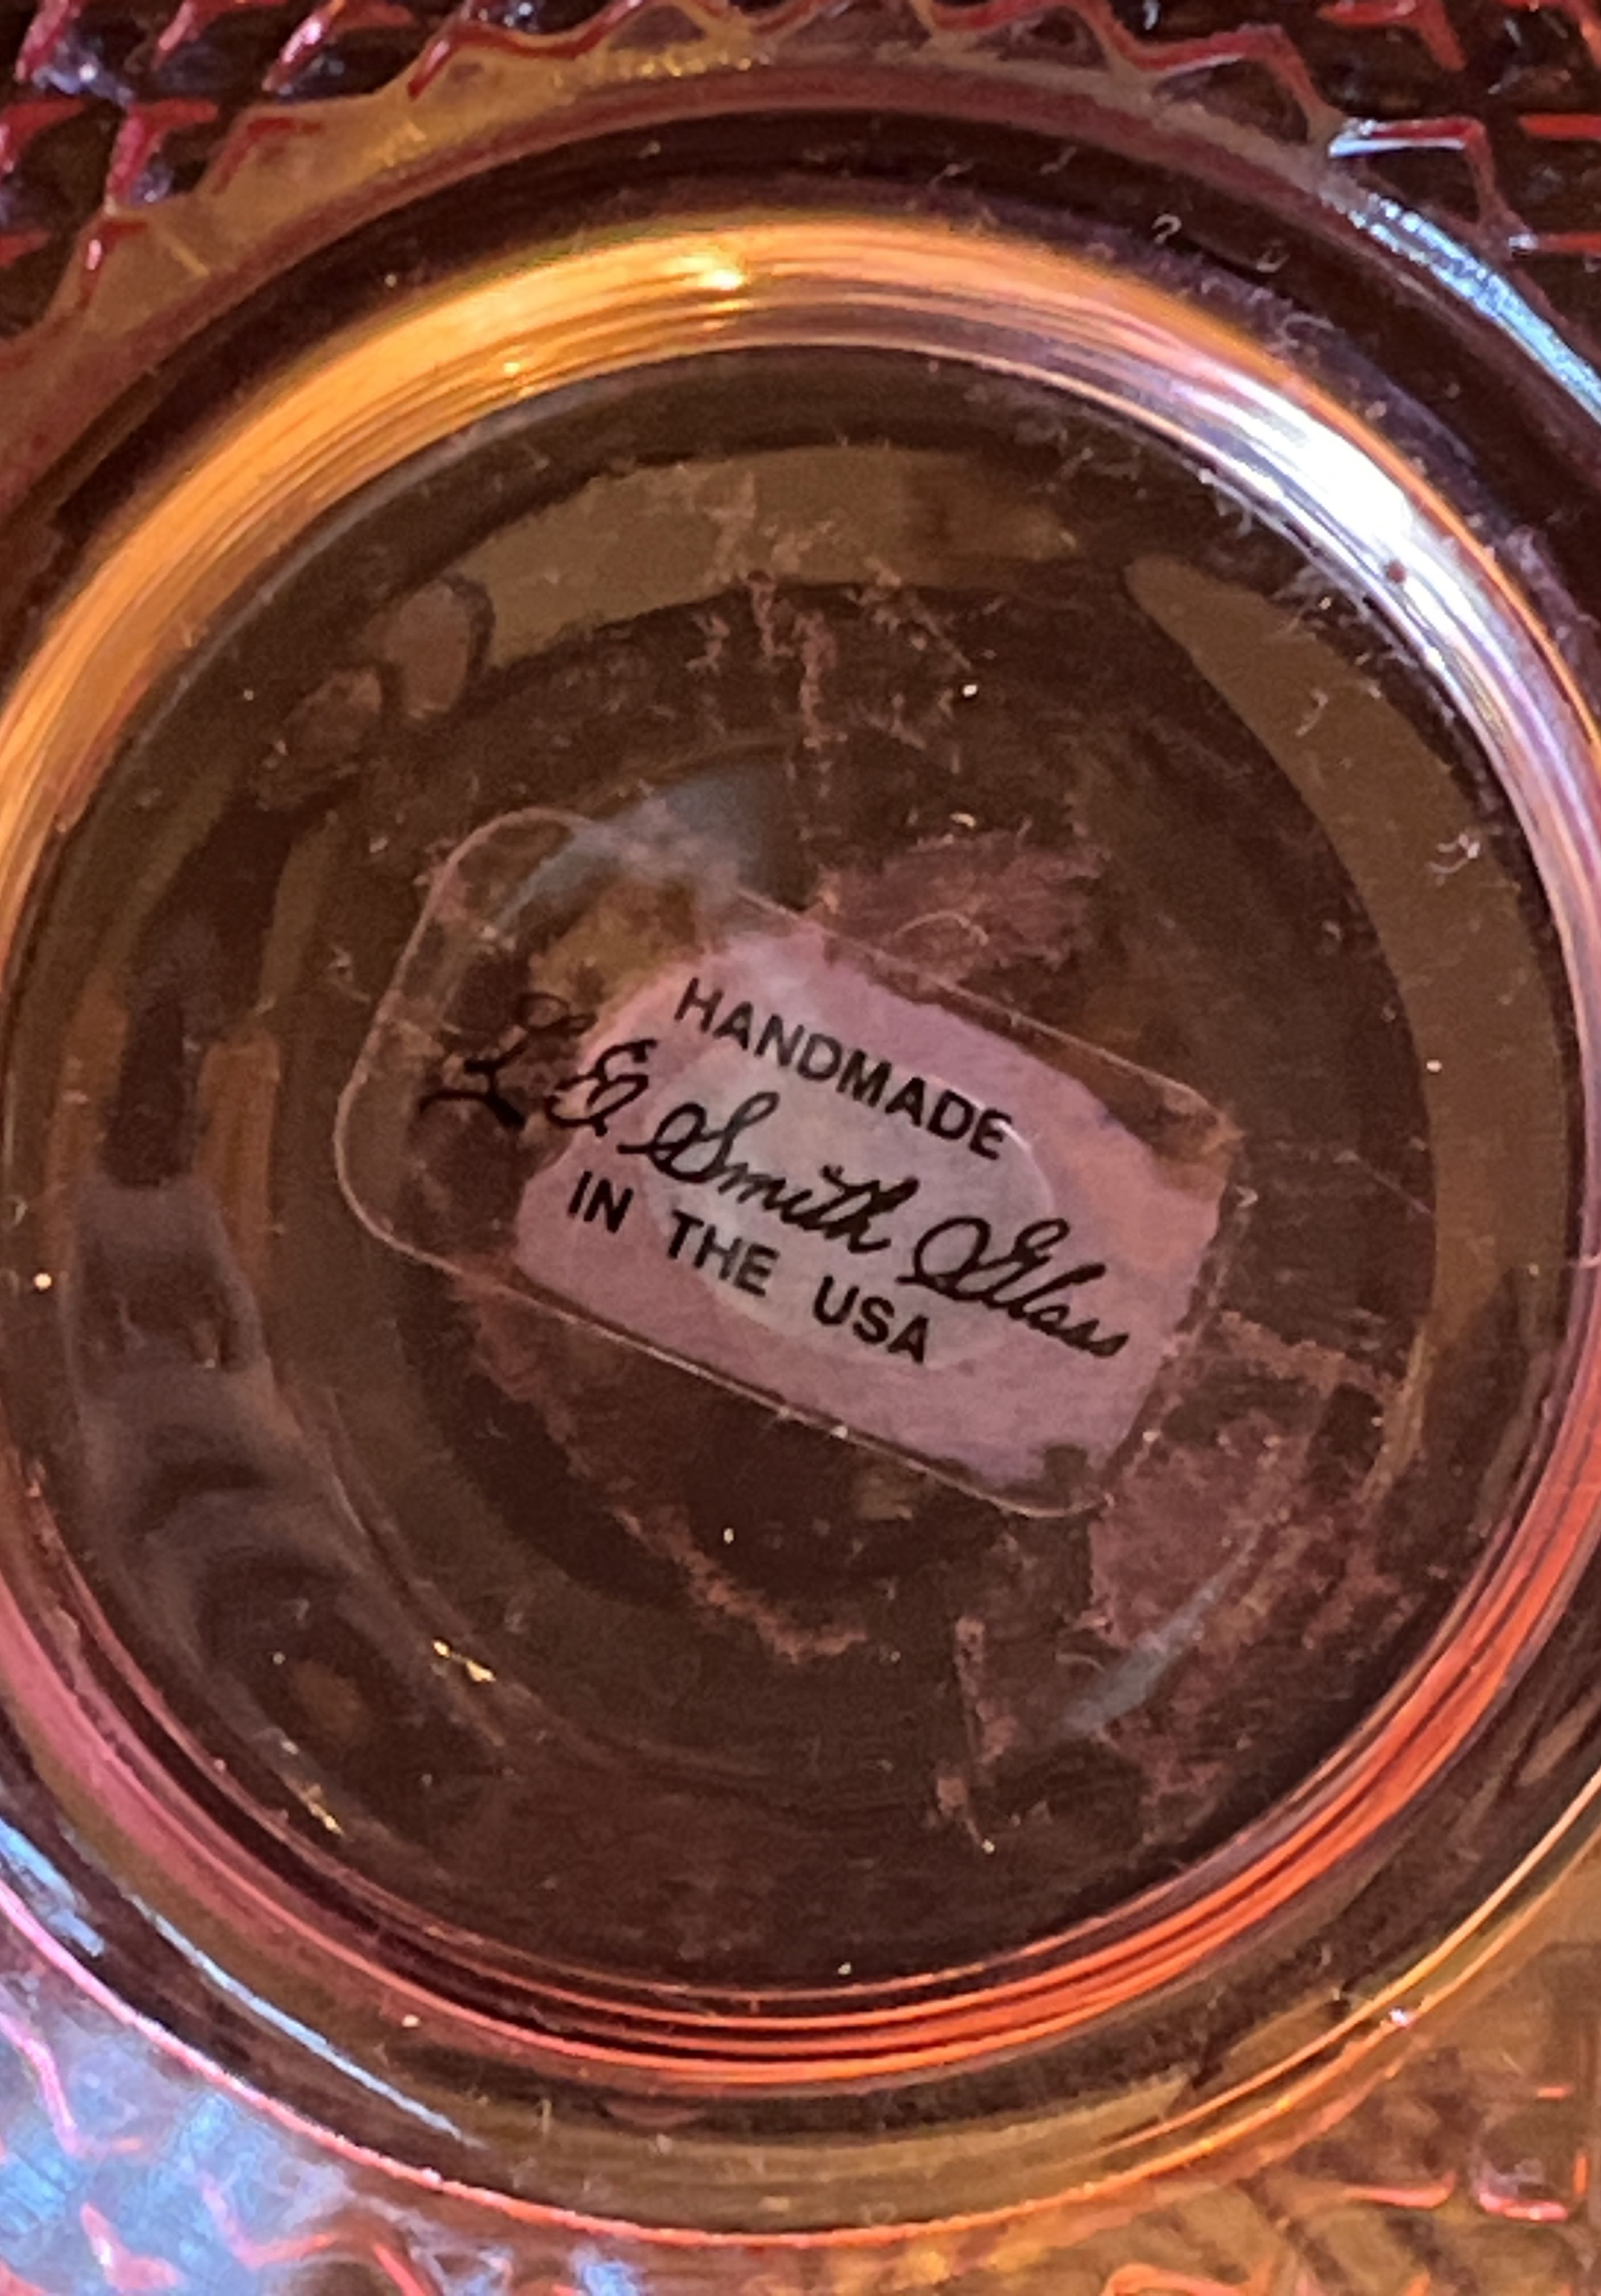 HANDMADE
L E Smith Glass
IN THE USA